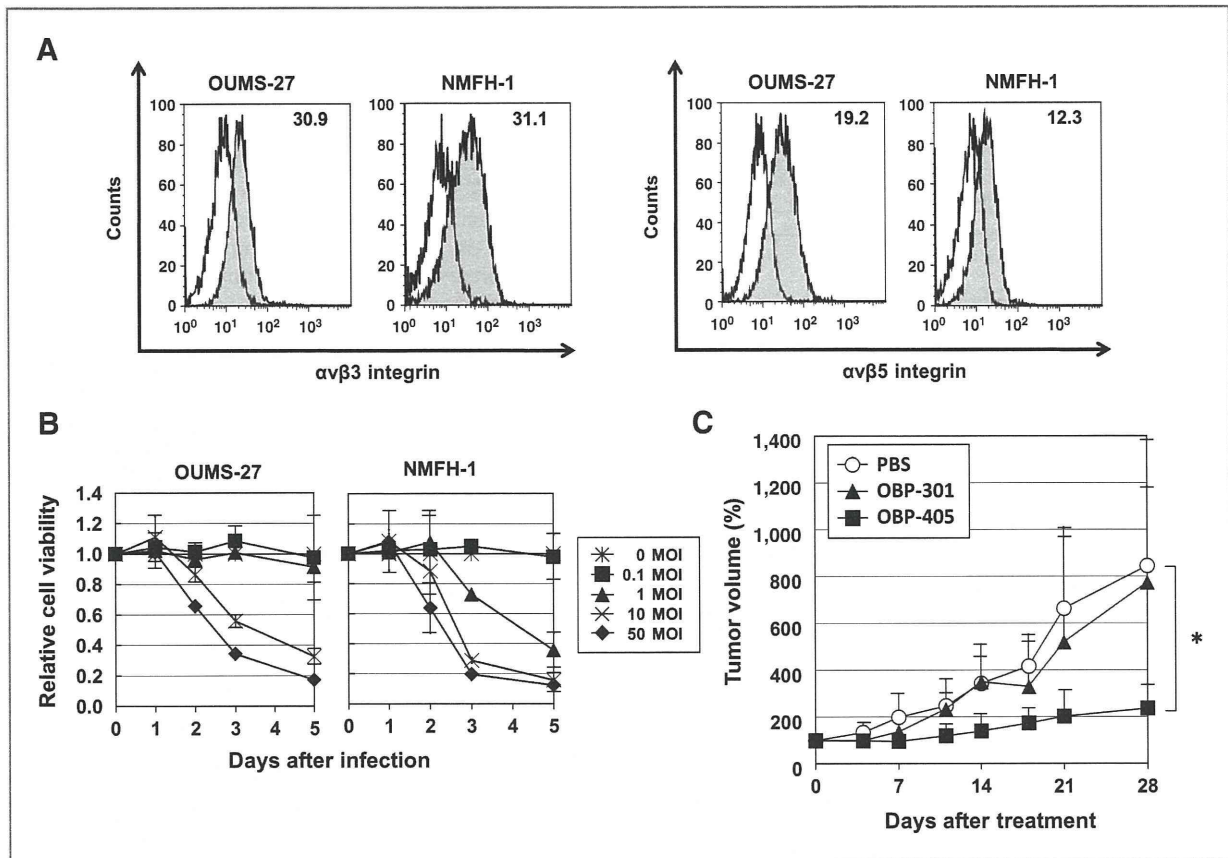 A
OUMS-27
NMFH-1
OUMS-27
NMFH-1
100
80
60
40
20
0
30.9
100
80
60
40
20
0
31.1
100
80
60
40
20
0
19.2
100
80
60
40
20
0
12.3
Counts
Counts
10⁰ 10¹ 10² 10³
10⁰ 10¹ 10² 10³
10⁰ 10¹ 10² 10³
10⁰ 10¹ 10² 10³
αvβ3 integrin
αvβ5 integrin
B
OUMS-27
NMFH-1
Relative cell viability
1.4
1.2
1.0
0.8
0.6
0.4
0.2
0.0
0 1 2 3 4 5
0 1 2 3 4 5
Days after infection
0 MOI
0.1 MOI
1 MOI
10 MOI
50 MOI
C
Tumor volume (%)
1,400
1,200
1,000
800
600
400
200
0
PBS
OBP-301
OBP-405
*
0 7 14 21 28
Days after treatment